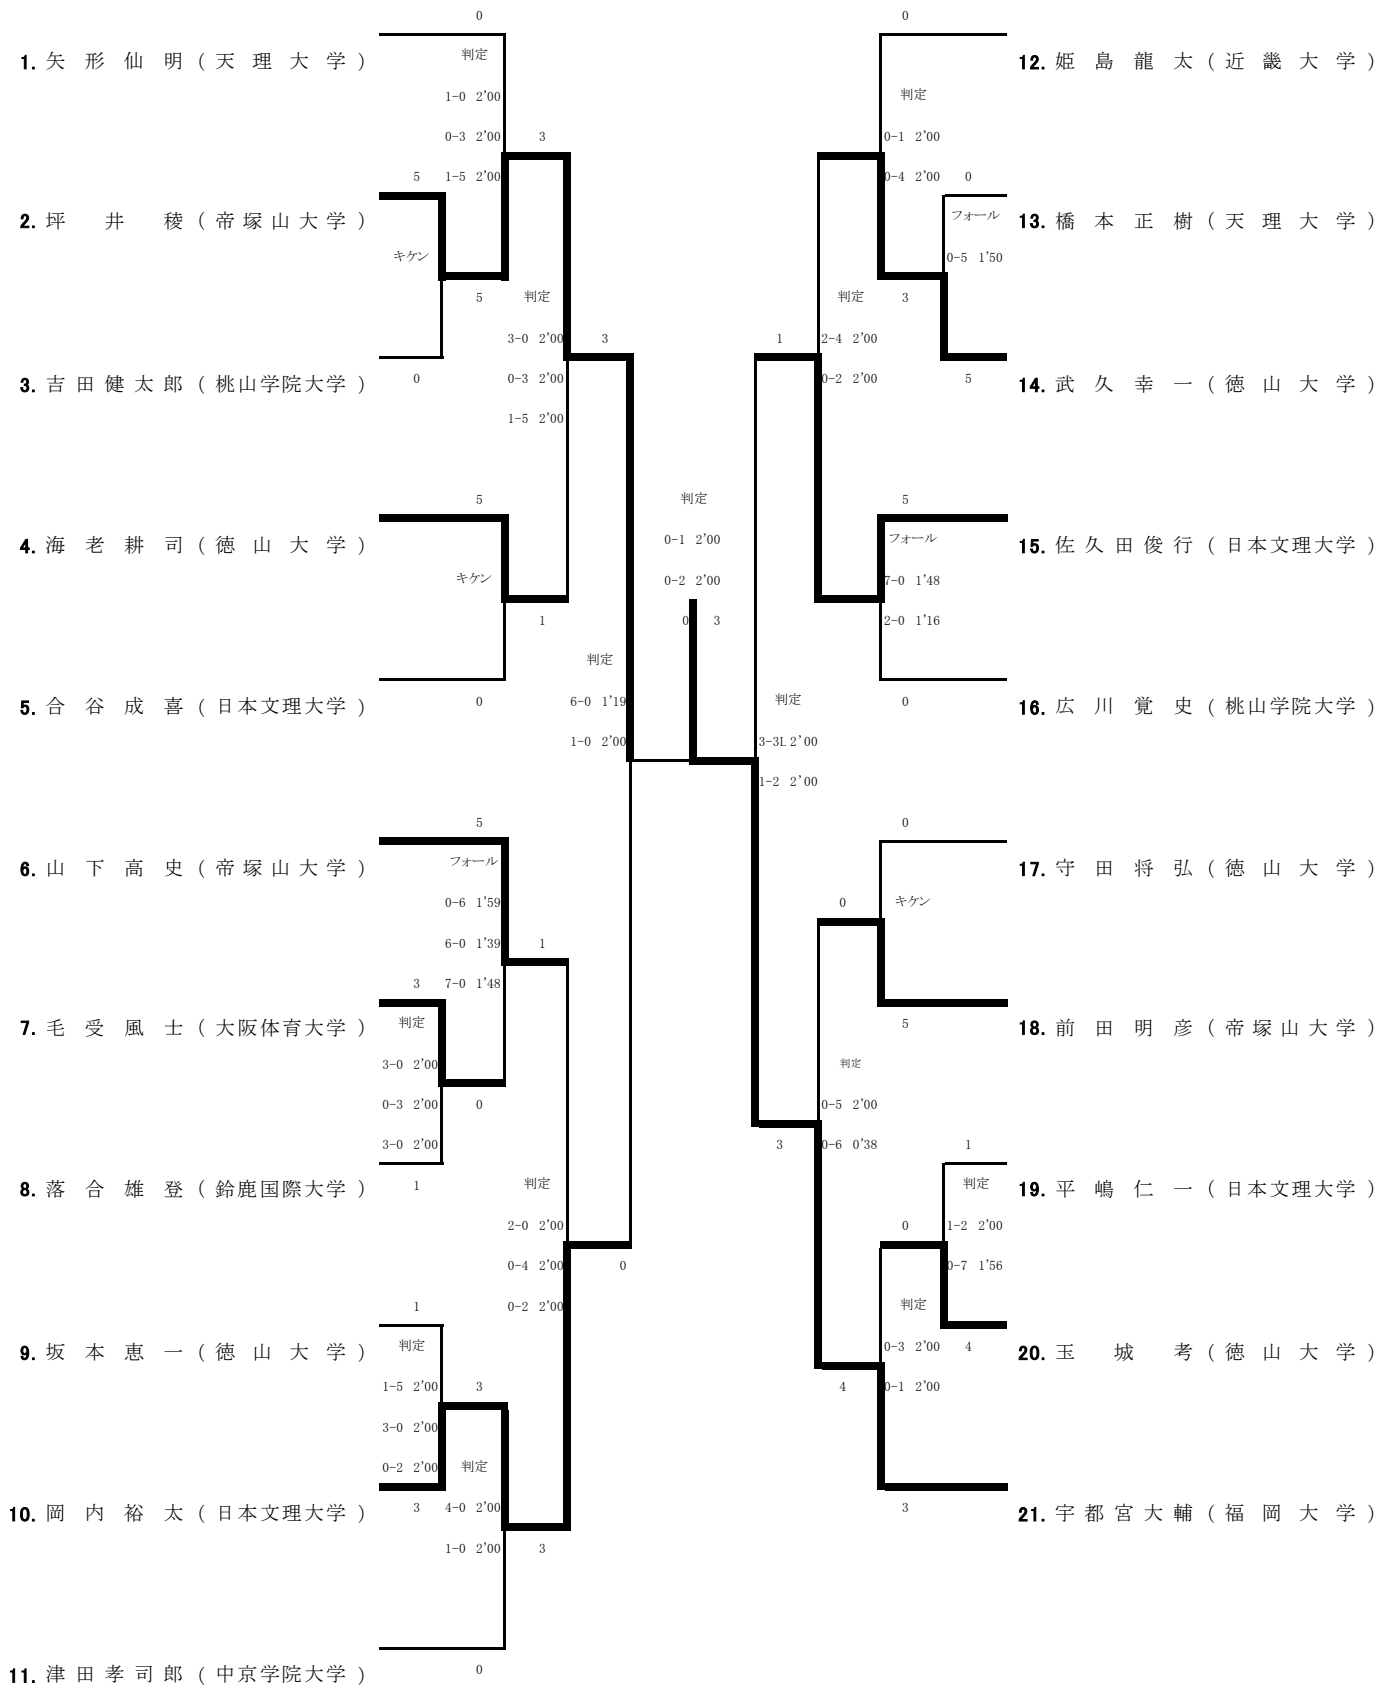 0 0
判定
1. 矢形仙明(天理大学) 12. 姫島龍太(近畿大学)
1-0 2'00 判定
0-3 2'00 3 0-1 2'00
5 1-5 2'00 0-4 2'00 0
2. 坪井稜(帝塚山大学) フォール 13. 橋本正樹(天理大学)
キケン 0-5 1'50
5 判定 判定 3
3-0 2'00 3 1 2-4 2'00
3. 吉田健太郎(桃山学院大学) 0 0-3 2'00 0-2 2'00 5 14. 武久幸一(徳山大学)
1-5 2'00
5 判定 5
4. 海老耕司(徳山大学) 0-1 2'00 フォール 15. 佐久田俊行(日本文理大学)
キケン 0-2 2'00 7-0 1'48
1 0 3 2-0 1'16
判定
5. 合谷成喜(日本文理大学) 0 6-0 1'19 判定 0 16. 広川覚史(桃山学院大学)
1-0 2'00 3-3L 2'00
1-2 2'00
5 0
6. 山下高史(帝塚山大学) フォール 17. 守田将弘(徳山大学)
0-6 1'59 0 キケン
6-0 1'39 1
3 7-0 1'48
7. 毛受風士(大阪体育大学) 判定 5 18. 前田明彦(帝塚山大学)
3-0 2'00 判定
0-3 2'00 0 0-5 2'00
3-0 2'00 3 0-6 0'38 1
8. 落合雄登(鈴鹿国際大学) 1 判定 判定 19. 平嶋仁一(日本文理大学)
2-0 2'00 0 1-2 2'00
0-4 2'00 0 0-7 1'56
1 0-2 2'00 判定
9. 坂本恵一(徳山大学) 判定 0-3 2'00 4 20. 玉城考(徳山大学)
1-5 2'00 3 4 0-1 2'00
3-0 2'00
0-2 2'00 判定
10. 岡内裕太(日本文理大学) 3 4-0 2'00 3 21. 宇都宮大輔(福岡大学)
1-0 2'00 3
11. 津田孝司郎(中京学院大学) 0